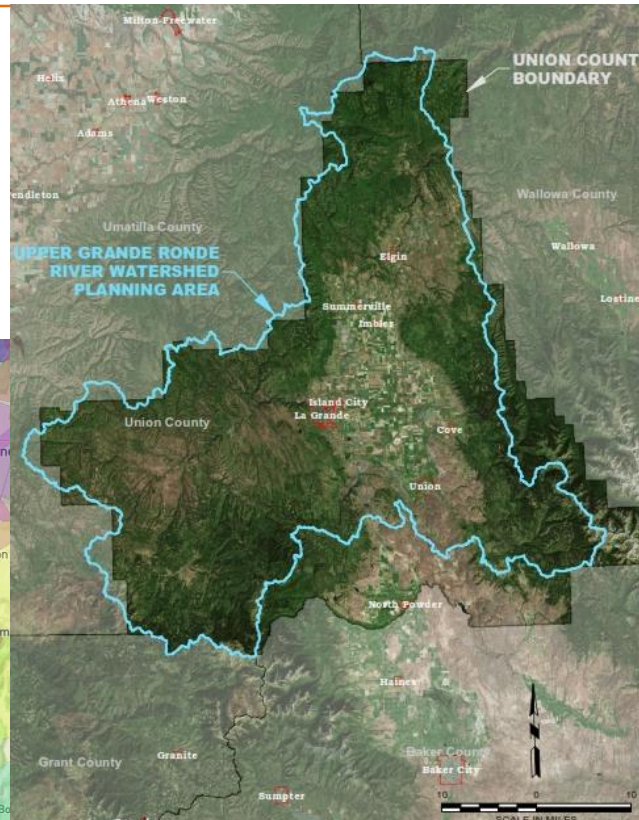 Milton-Freewater
UNION COUNT
BOUNDARY
Helix
Athena
Weston
Adams
endleton
Umatilla County
Wallowa County
UPPER GRANDE RONDE
RIVER WATERSHED
PLANNING AREA
Wallowa
Elgin
Lostine
Summerville
Imbler
Island City
La Grande
Union County
Cove
Union
North Powder
Haines
Grant County
Granite
Baker County
Baker City
Sumpter
10 0 10
SCALE IN MILES